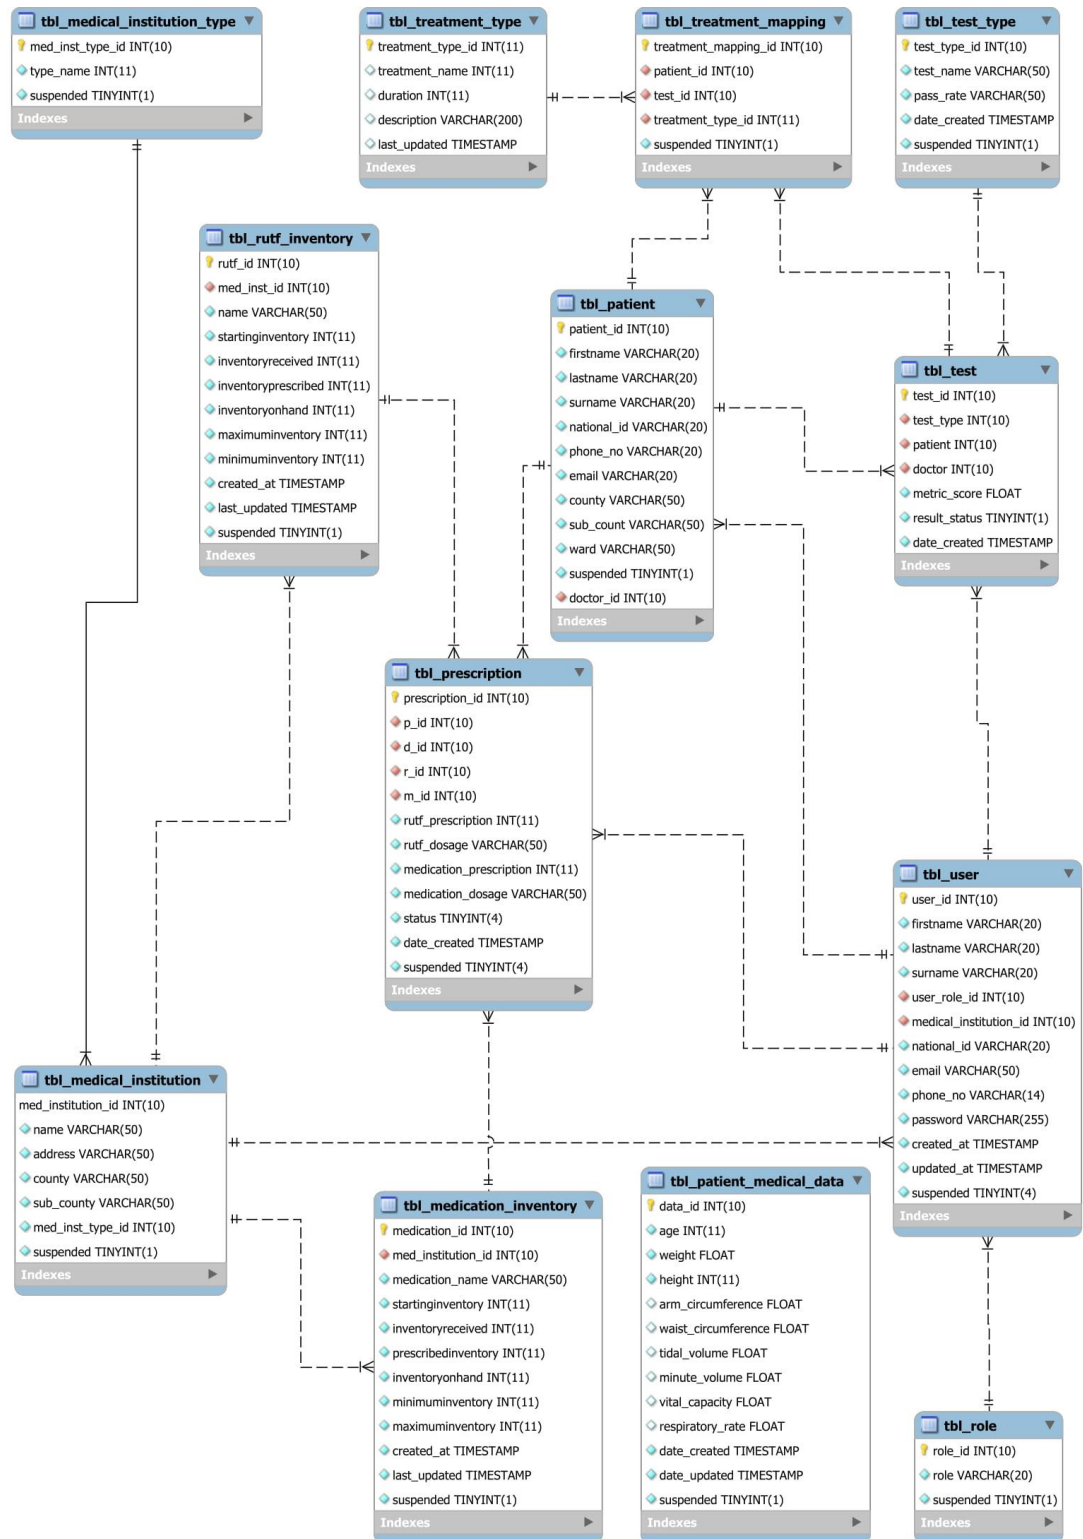 tbl_medical_institution_type
med_inst_type_id INT(10)
type_name INT(11)
suspended TINYINT(1)
Indexes
tbl_treatment_type
treatment_type_id INT(11)
treatment_name INT(11)
duration INT(11)
description VARCHAR(200)
last_updated TIMESTAMP
Indexes
tbl_treatment_mapping
treatment_mapping_id INT(10)
patient_id INT(10)
test_id INT(10)
treatment_type_id INT(11)
suspended TINYINT(1)
Indexes
tbl_test_type
test_type_id INT(10)
test_name VARCHAR(50)
pass_rate VARCHAR(50)
date_created TIMESTAMP
suspended TINYINT(1)
Indexes
tbl_rutf_inventory
rutf_id INT(10)
med_inst_id INT(10)
name VARCHAR(50)
startinginventory INT(11)
inventoryreceived INT(11)
inventoryprescribed INT(11)
inventoryonhand INT(11)
maximuminventory INT(11)
minimuminventory INT(11)
created_at TIMESTAMP
last_updated TIMESTAMP
suspended TINYINT(1)
Indexes
tbl_patient
patient_id INT(10)
firstname VARCHAR(20)
lastname VARCHAR(20)
surname VARCHAR(20)
national_id VARCHAR(20)
phone_no VARCHAR(20)
email VARCHAR(20)
county VARCHAR(50)
sub_count VARCHAR(50)
ward VARCHAR(50)
suspended TINYINT(1)
doctor_id INT(10)
Indexes
tbl_test
test_id INT(10)
test_type INT(10)
patient INT(10)
doctor INT(10)
metric_score FLOAT
result_status TINYINT(1)
date_created TIMESTAMP
Indexes
tbl_prescription
prescription_id INT(10)
p_id INT(10)
d_id INT(10)
r_id INT(10)
m_id INT(10)
rutf_prescription INT(11)
rutf_dosage VARCHAR(50)
medication_prescription INT(11)
medication_dosage VARCHAR(50)
status TINYINT(4)
date_created TIMESTAMP
suspended TINYINT(4)
Indexes
tbl_user
user_id INT(10)
firstname VARCHAR(20)
lastname VARCHAR(20)
surname VARCHAR(20)
user_role_id INT(10)
medical_institution_id INT(10)
national_id VARCHAR(20)
email VARCHAR(50)
phone_no VARCHAR(14)
password VARCHAR(255)
created_at TIMESTAMP
updated_at TIMESTAMP
suspended TINYINT(4)
Indexes
tbl_medical_institution
med_institution_id INT(10)
name VARCHAR(50)
address VARCHAR(50)
county VARCHAR(50)
sub_county VARCHAR(50)
med_inst_type_id INT(10)
suspended TINYINT(1)
Indexes
tbl_medication_inventory
medication_id INT(10)
med_institution_id INT(10)
medication_name VARCHAR(50)
startinginventory INT(11)
inventoryreceived INT(11)
prescribedinventory INT(11)
inventoryonhand INT(11)
minimuminventory INT(11)
maximuminventory INT(11)
created_at TIMESTAMP
last_updated TIMESTAMP
suspended TINYINT(1)
Indexes
tbl_patient_medical_data
data_id INT(10)
age INT(11)
weight FLOAT
height INT(11)
arm_circumference FLOAT
waist_circumference FLOAT
tidal_volume FLOAT
minute_volume FLOAT
vital_capacity FLOAT
respiratory_rate FLOAT
date_created TIMESTAMP
date_updated TIMESTAMP
suspended TINYINT(1)
Indexes
tbl_role
role_id INT(10)
role VARCHAR(20)
suspended TINYINT(1)
Indexes